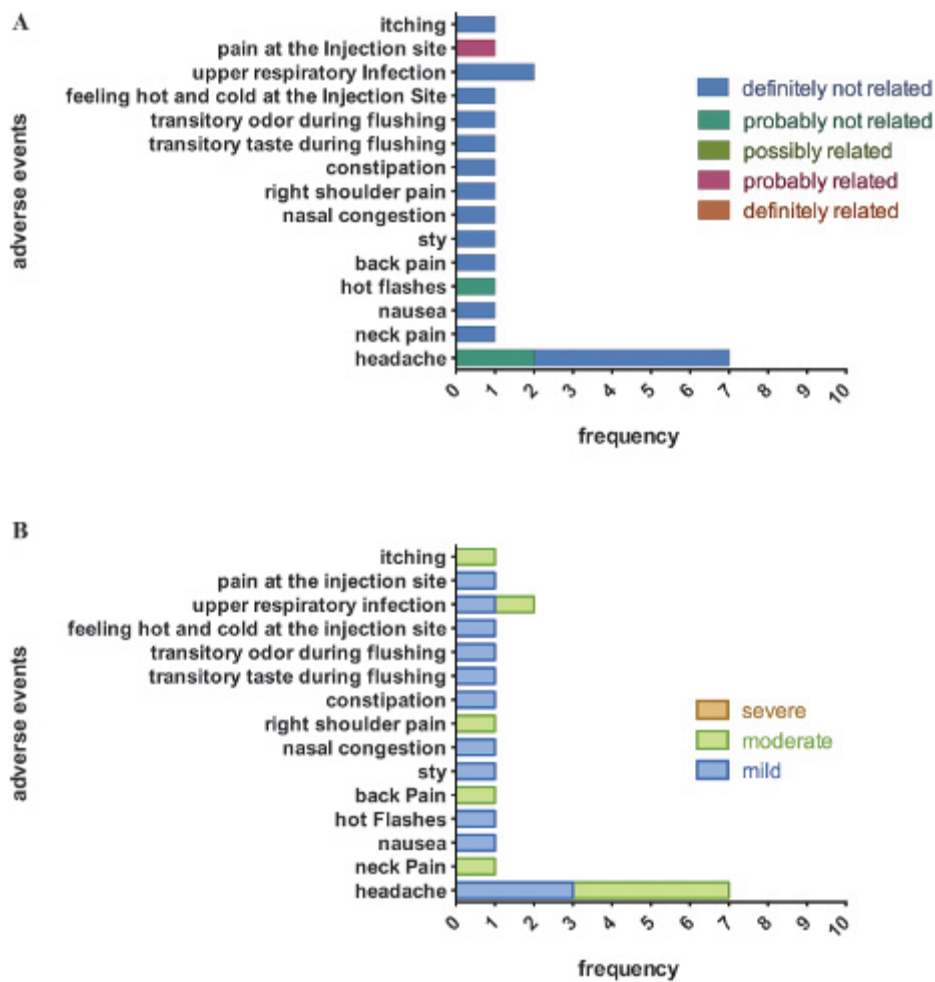 A
itching
pain at the Injection site
upper respiratory Infection
feeling hot and cold at the Injection Site
transitory odor during flushing
transitory taste during flushing
constipation
right shoulder pain
nasal congestion
sty
back pain
hot flashes
nausea
neck pain
headache
adverse events
0 1 2 3 4 5 6 7 8 9 10
frequency
definitely not related
probably not related
possibly related
probably related
definitely related
B
itching
pain at the injection site
upper respiratory infection
feeling hot and cold at the injection site
transitory odor during flushing
transitory taste during flushing
constipation
right shoulder pain
nasal congestion
sty
back Pain
hot Flashes
nausea
neck Pain
headache
adverse events
0 1 2 3 4 5 6 7 8 9 10
frequency
severe
moderate
mild